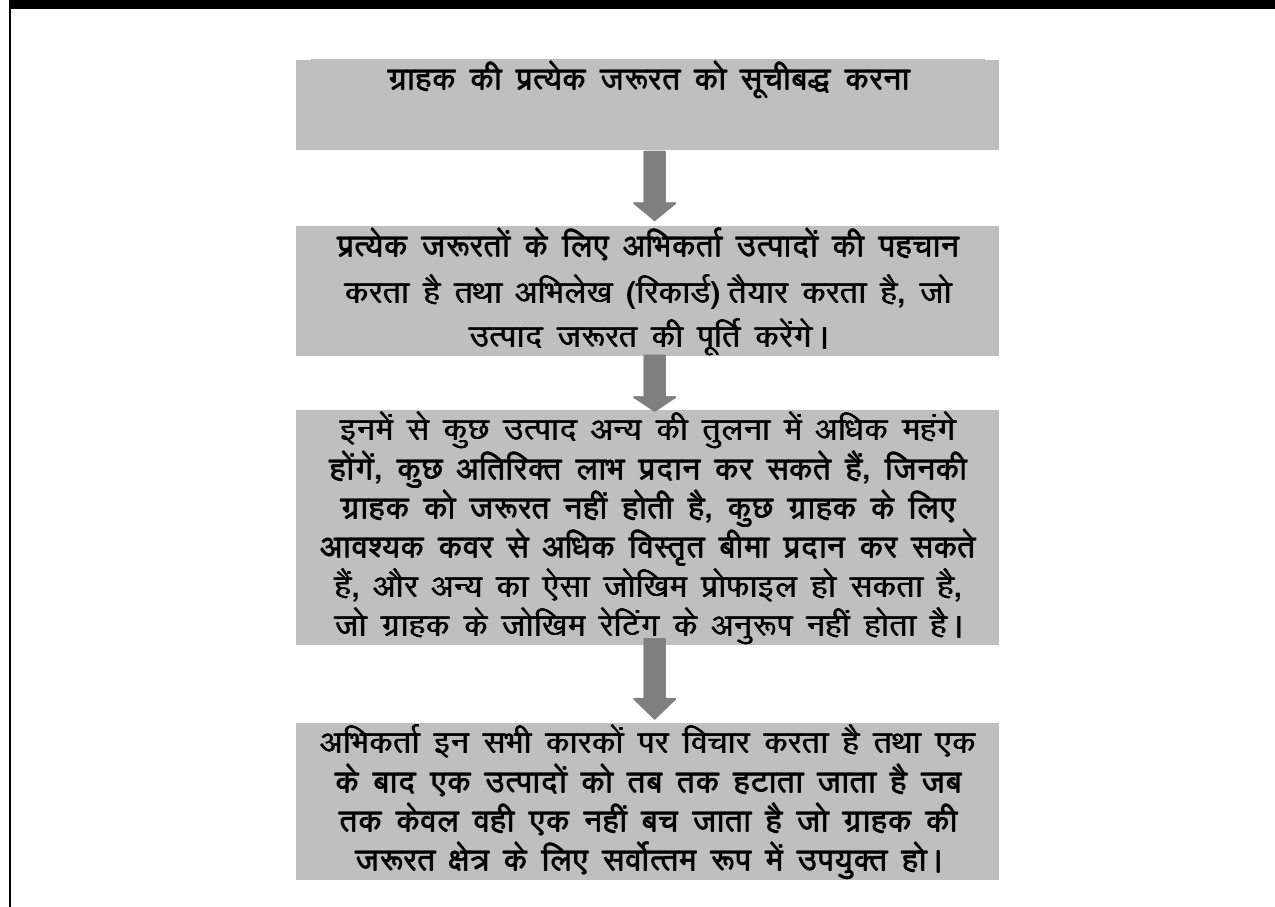 ग्राहक की प्रत्येक जरूरत को सूचीबद्ध करना
प्रत्येक जरूरतों के लिए अभिकर्ता उत्पादों की पहचान
करता है तथा अभिलेख (रिकार्ड) तैयार करता है, जो
उत्पाद जरूरत की पूर्ति करेंगे।
इनमें से कुछ उत्पाद अन्य की तुलना में अधिक महंगे
होंगें, कुछ अतिरिक्त लाभ प्रदान कर सकते हैं, जिनकी
ग्राहक को जरूरत नहीं होती है, कुछ ग्राहक के लिए
आवश्यक कवर से अधिक विस्तृत बीमा प्रदान कर सकते
हैं, और अन्य का ऐसा जोखिम प्रोफाइल हो सकता है,
जो ग्राहक के जोखिम रेटिंग के अनुरूप नहीं होता है।
अभिकर्ता इन सभी कारकों पर विचार करता है तथा एक
के बाद एक उत्पादों को तब तक हटाता जाता है जब
तक केवल वही एक नहीं बच जाता है जो ग्राहक की
जरूरत क्षेत्र के लिए सर्वोत्तम रूप में उपयुक्त हो।